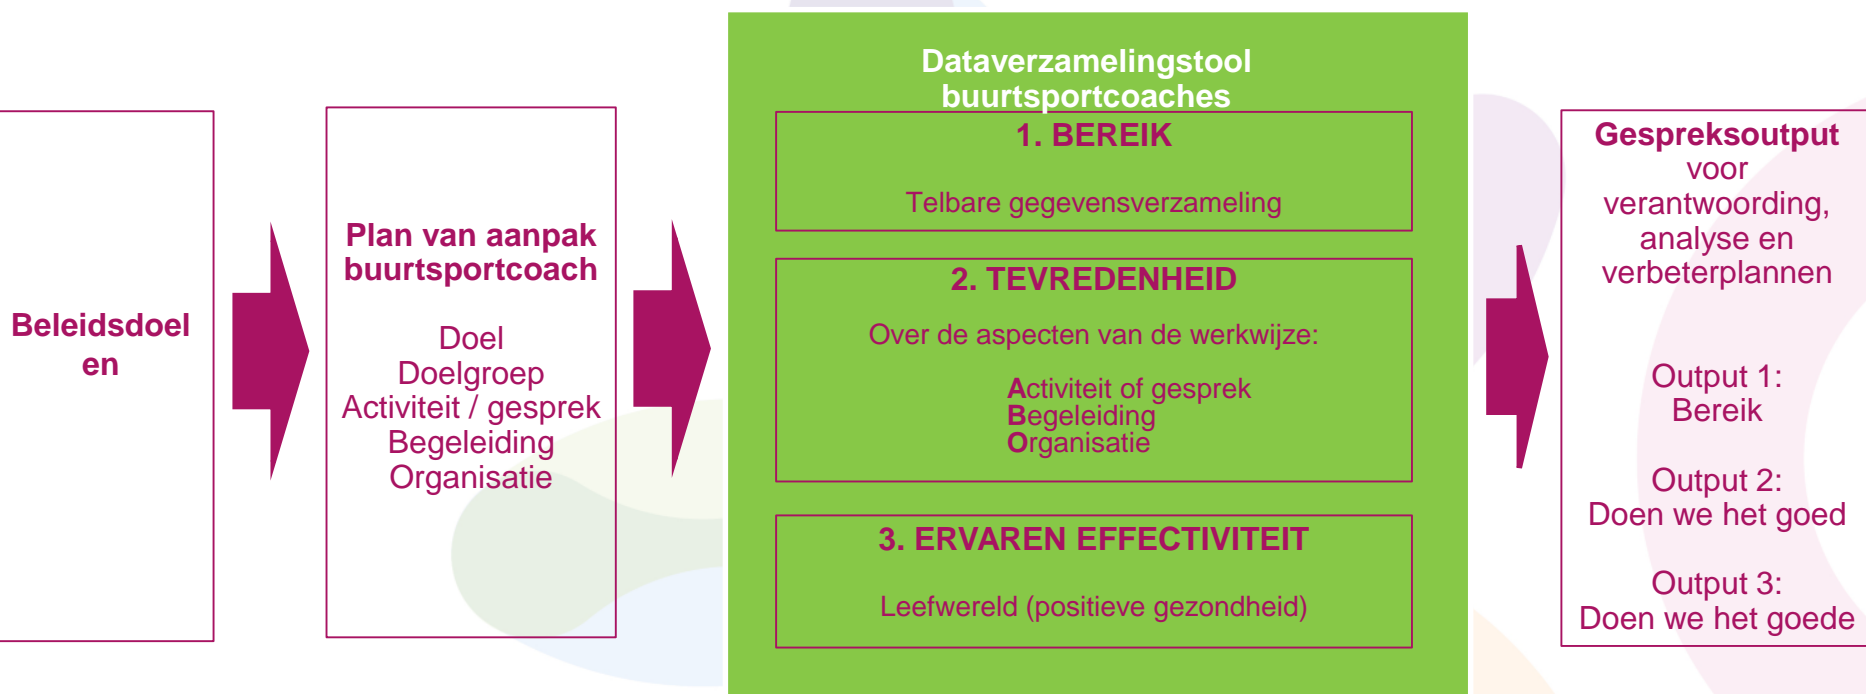 Beleidsdoel
en
Plan van aanpak
buurtsportcoach
Doel
Doelgroep
Activiteit / gesprek
Begeleiding
Organisatie
Dataverzamelingstool
buurtsportcoaches
1. BEREIK
Telbare gegevensverzameling
2. TEVREDENHEID
Over de aspecten van de werkwijze:
Activiteit of gesprek
Begeleiding
Organisatie
3. ERVAREN EFFECTIVITEIT
Leefwereld (positieve gezondheid)
Gespreksoutput
voor
verantwoording,
analyse en
verbeterplannen
Output 1:
Bereik
Output 2:
Doen we het goed
Output 3:
Doen we het goede